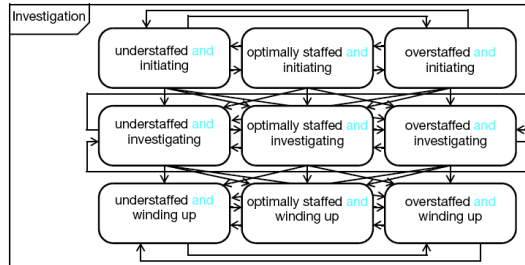 Investigation
understaffed and
initiating
optimally staffed and
initiating
overstaffed and
initiating
understaffed and
investigating
optimally staffed and
investigating
overstaffed and
investigating
understaffed and
winding up
optimally staffed and
winding up
overstaffed and
winding up